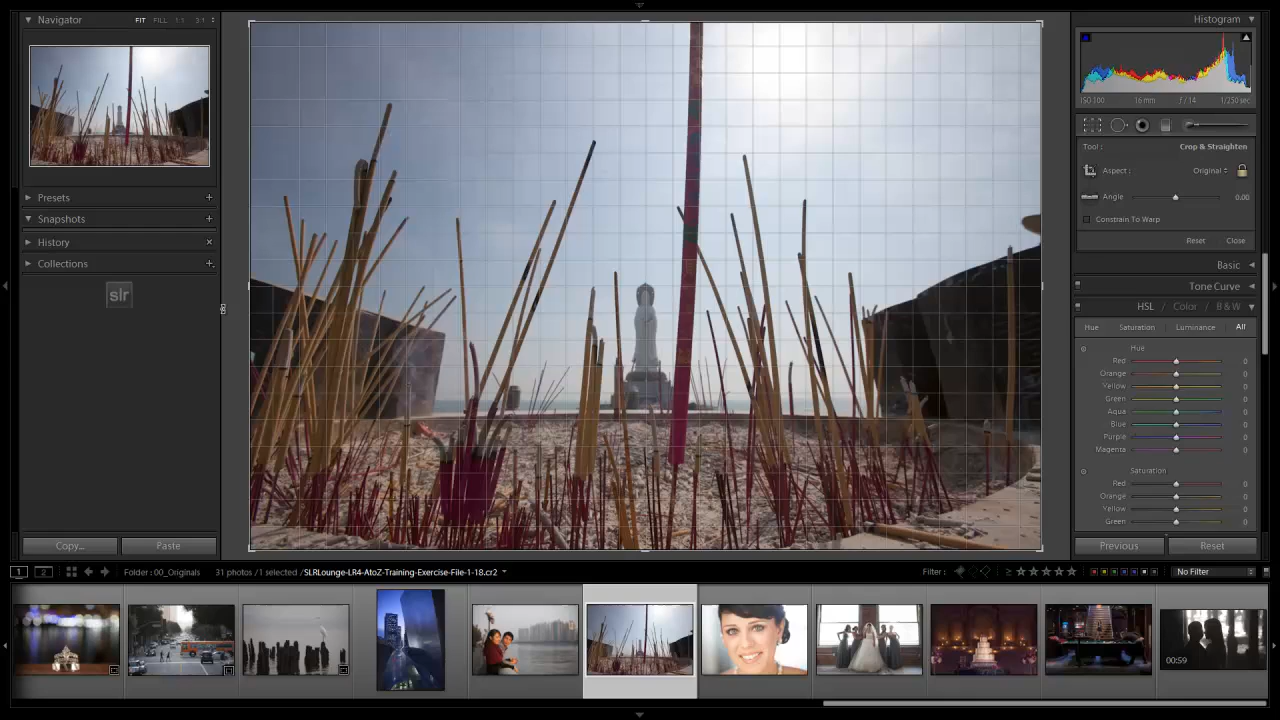 Navigator FIT FILL 1:1 3:1
Presets
Snapshots
History
Collections
slr
Copy... Paste
Histogram
ISO 100 16 mm ƒ / 14 1/250 sec
Tool : Crop & Straighten
Aspect : Original
Angle 0.00
Constrain To Warp
Reset Close
Basic
Tone Curve
HSL / Color / B & W
Hue Saturation Luminance All
Hue
Red 0
Orange 0
Yellow 0
Green 0
Aqua 0
Blue 0
Purple 0
Magenta 0
Saturation
Red 0
Orange 0
Yellow 0
Green 0
Previous Reset
1 2 Folder : 00_Originals 31 photos /1 selected /SLRLounge-LR4-AtoZ-Training-Exercise-File-1-18.cr2 Filter : No Filter
00:59